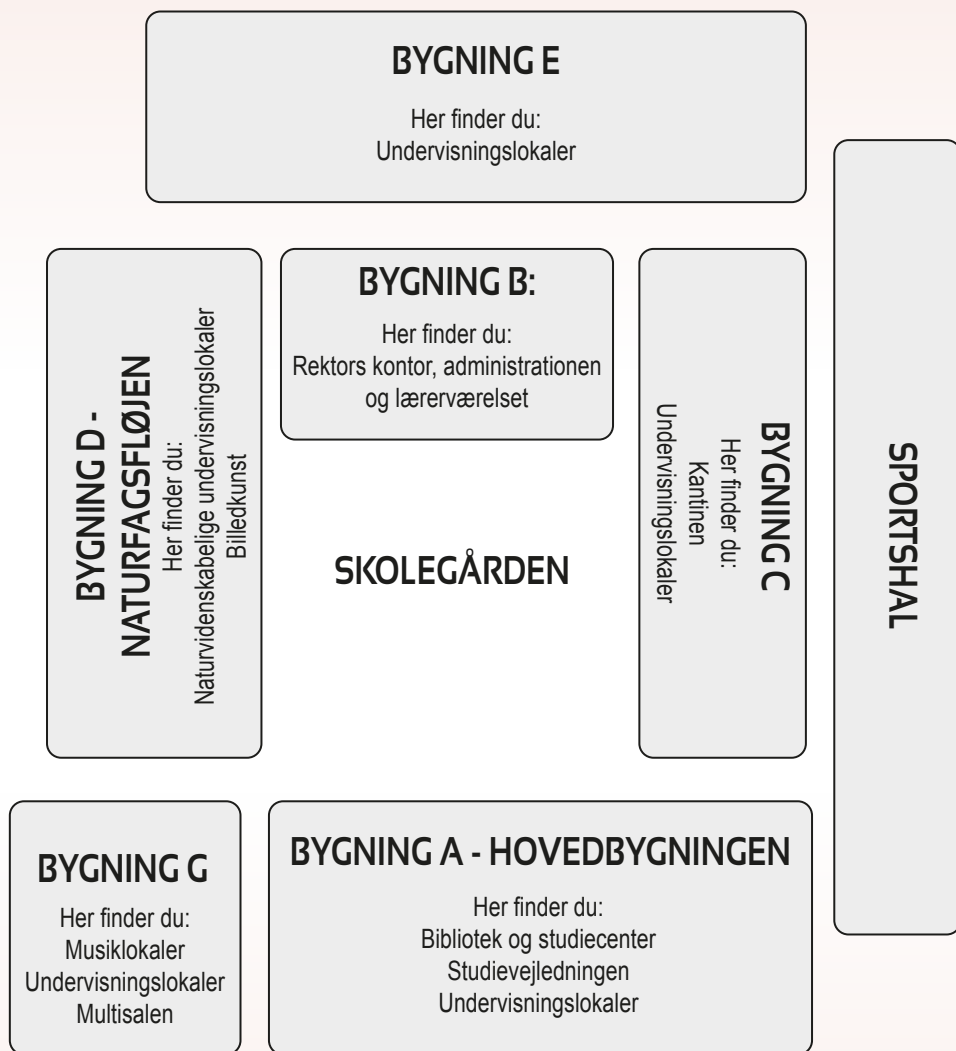 BYGNING E
Her finder du:
Undervisningslokaler
BYGNING D -
NATURFAGSFLØJEN
Her finder du:
Naturvidenskabelige undervisningslokaler
Billedkunst
BYGNING B:
Her finder du:
Rektors kontor, administrationen
og lærerværelset
SKOLEGÅRDEN
BYGNING C
Her finder du:
Kantinen
Undervisningslokaler
SPORTSHAL
BYGNING G
Her finder du:
Musiklokaler
Undervisningslokaler
Multisalen
BYGNING A - HOVEDBYGNINGEN
Her finder du:
Bibliotek og studiecenter
Studievejledningen
Undervisningslokaler